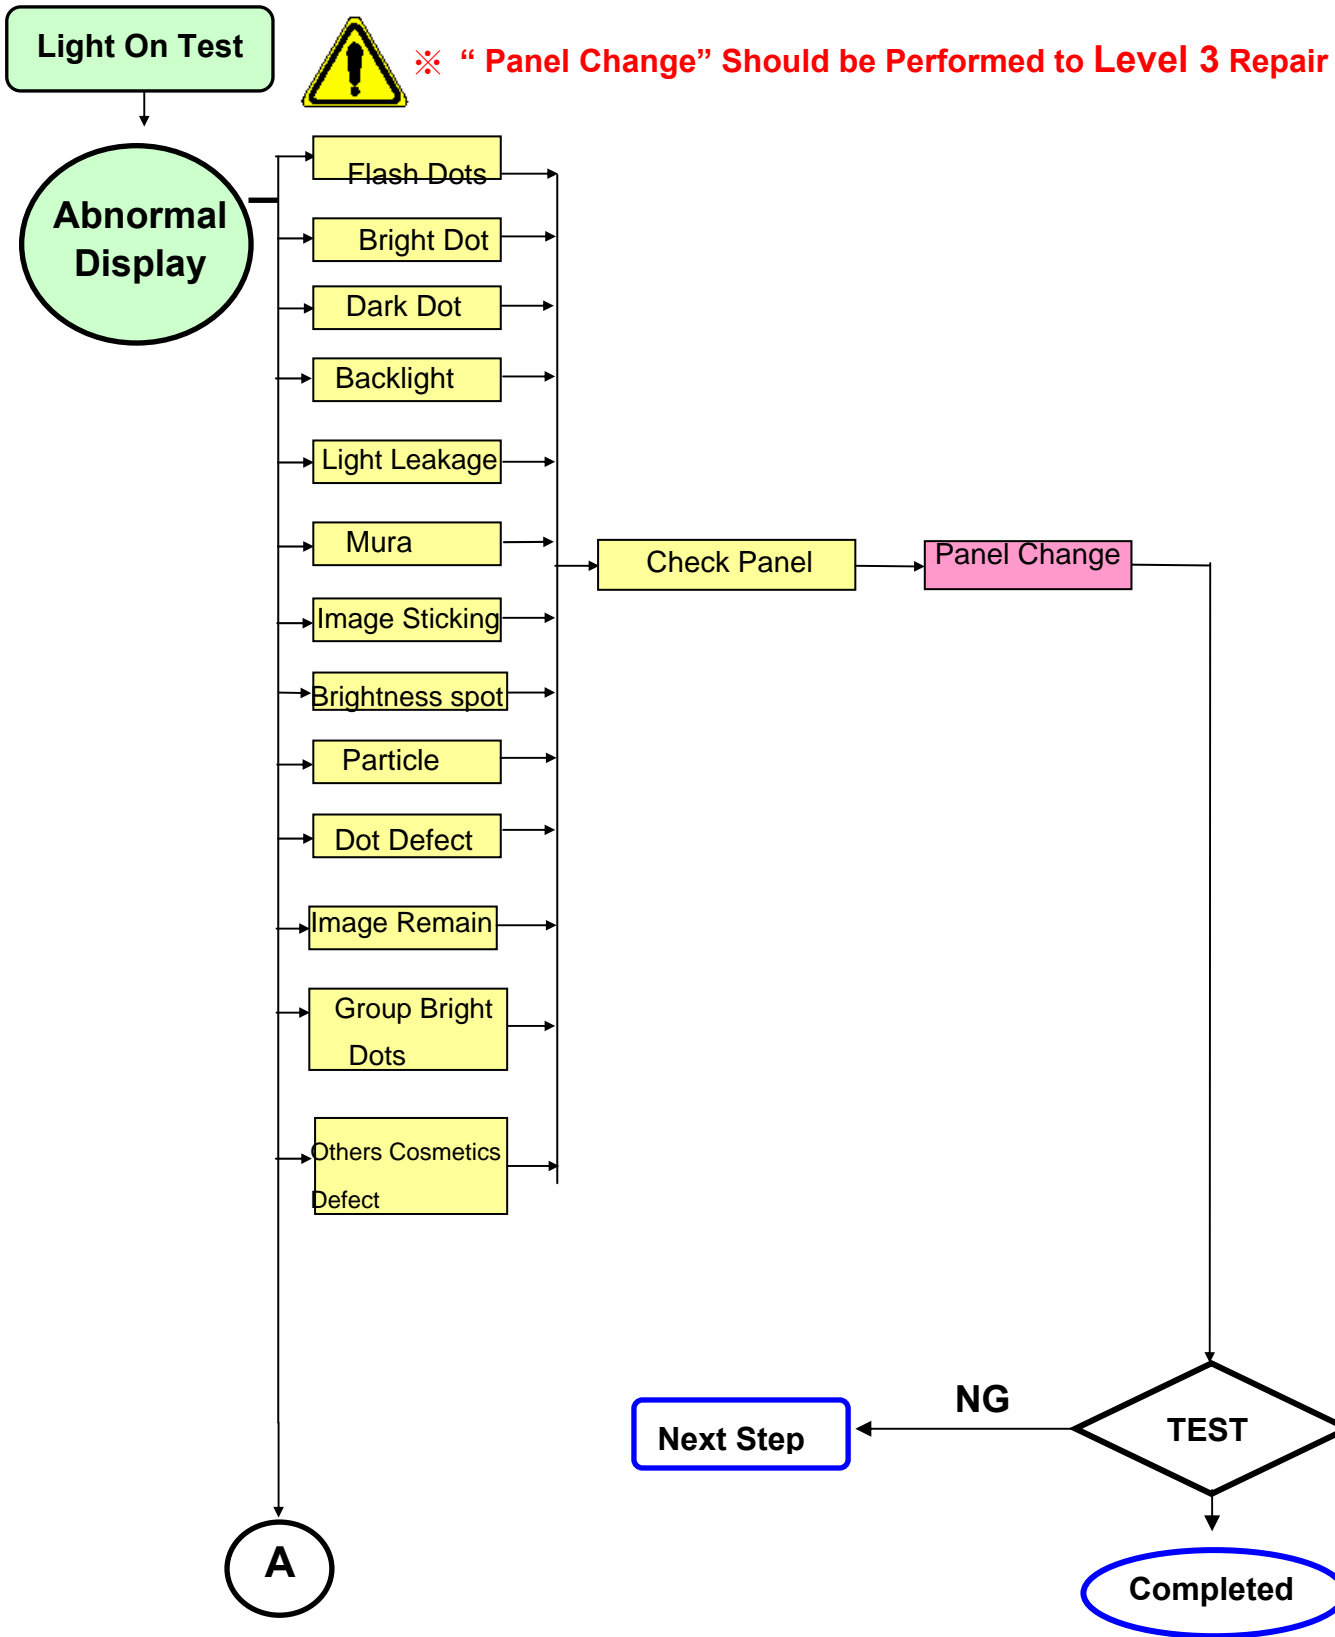 Light On Test
※ “ Panel Change” Should be Performed to Level 3 Repair
Abnormal
Display
Flash Dots
Bright Dot
Dark Dot
Backlight
Light Leakage
Mura
Check Panel
Panel Change
Image Sticking
Brightness spot
Particle
Dot Defect
Image Remain
Group Bright
Dots
Others Cosmetics
Defect
NG
Next Step
TEST
A
Completed